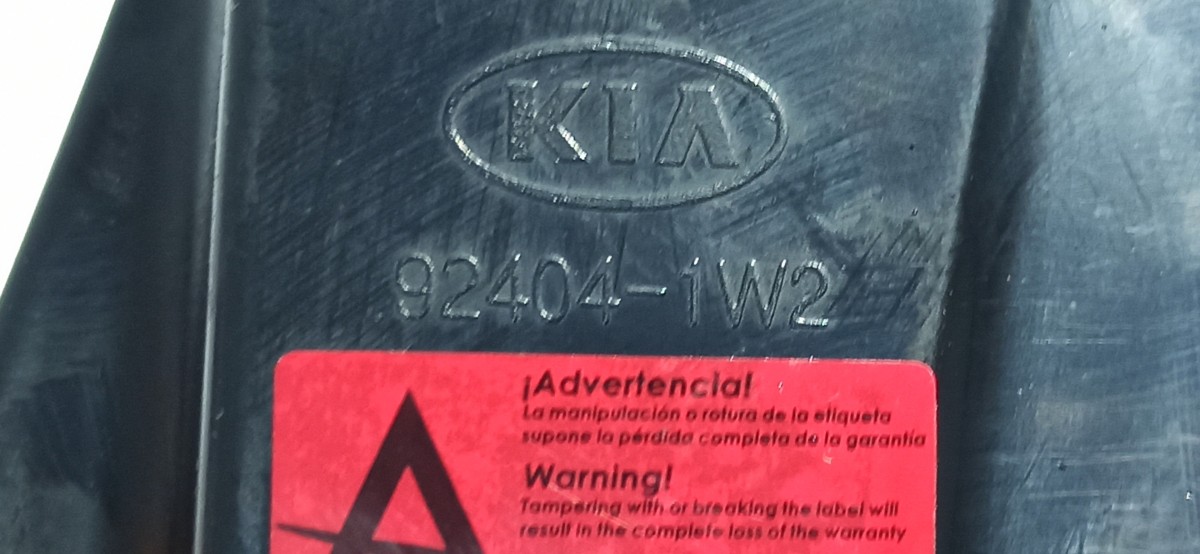 KIA
92404-1W2
¡Advertencia!
La manipulación o rotura de la etiqueta
supone la pérdida completa de la garantía
Warning!
Tampering with or breaking the label will
result in the complete loss of the warranty